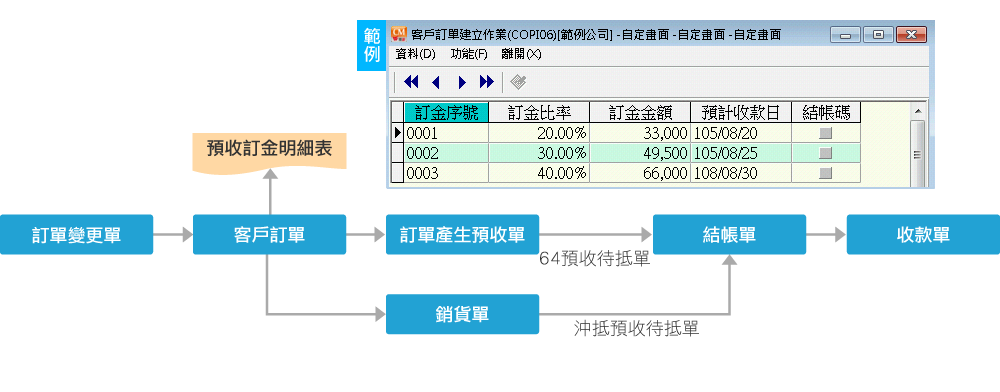 範例
CM 客戶訂單建立作業(COPI06)[範例公司] -自定畫面 -自定畫面 -自定畫面
資料(D) 功能(F) 離開(X)
訂金序號 訂金比率 訂金金額 預計收款日 結帳碼
0001 20.00% 33,000 105/08/20
0002 30.00% 49,500 105/08/25
0003 40.00% 66,000 108/08/30
預收訂金明細表
訂單變更單
客戶訂單
訂單產生預收單
64預收待抵單
結帳單
收款單
銷貨單
沖抵預收待抵單